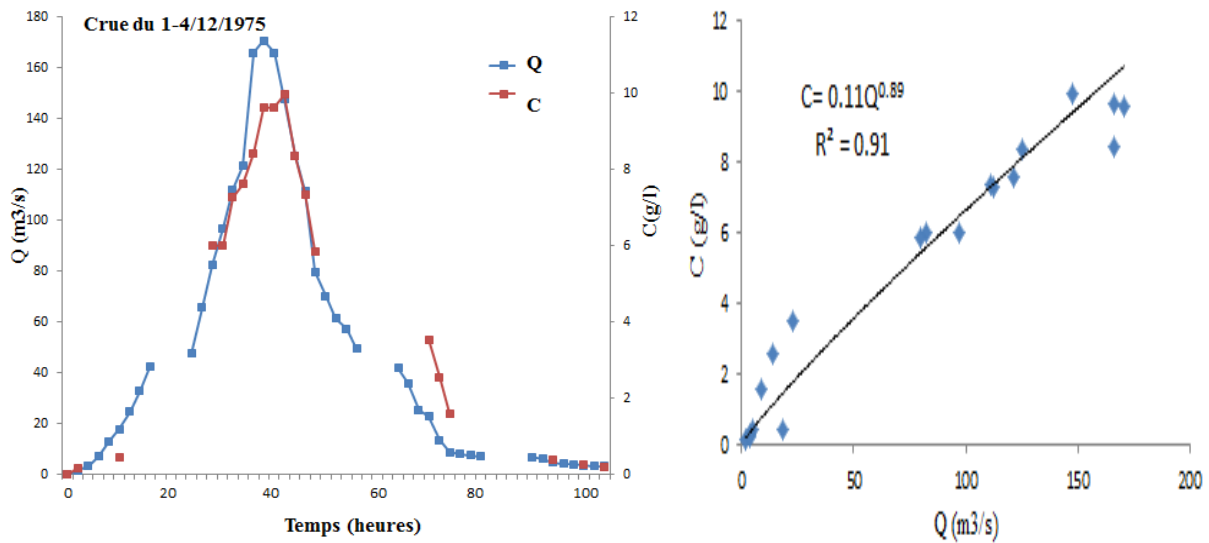 Crue du 1-4/12/1975
Q
C
Q (m3/s)
180
160
140
120
100
80
60
40
20
0
C(g/l)
12
10
8
6
4
2
0
0 20 40 60 80 100
Temps (heures)
C= 0.11Q^0.89
R² = 0.91
C (g/l)
12
10
8
6
4
2
0
0 50 100 150 200
Q (m3/s)